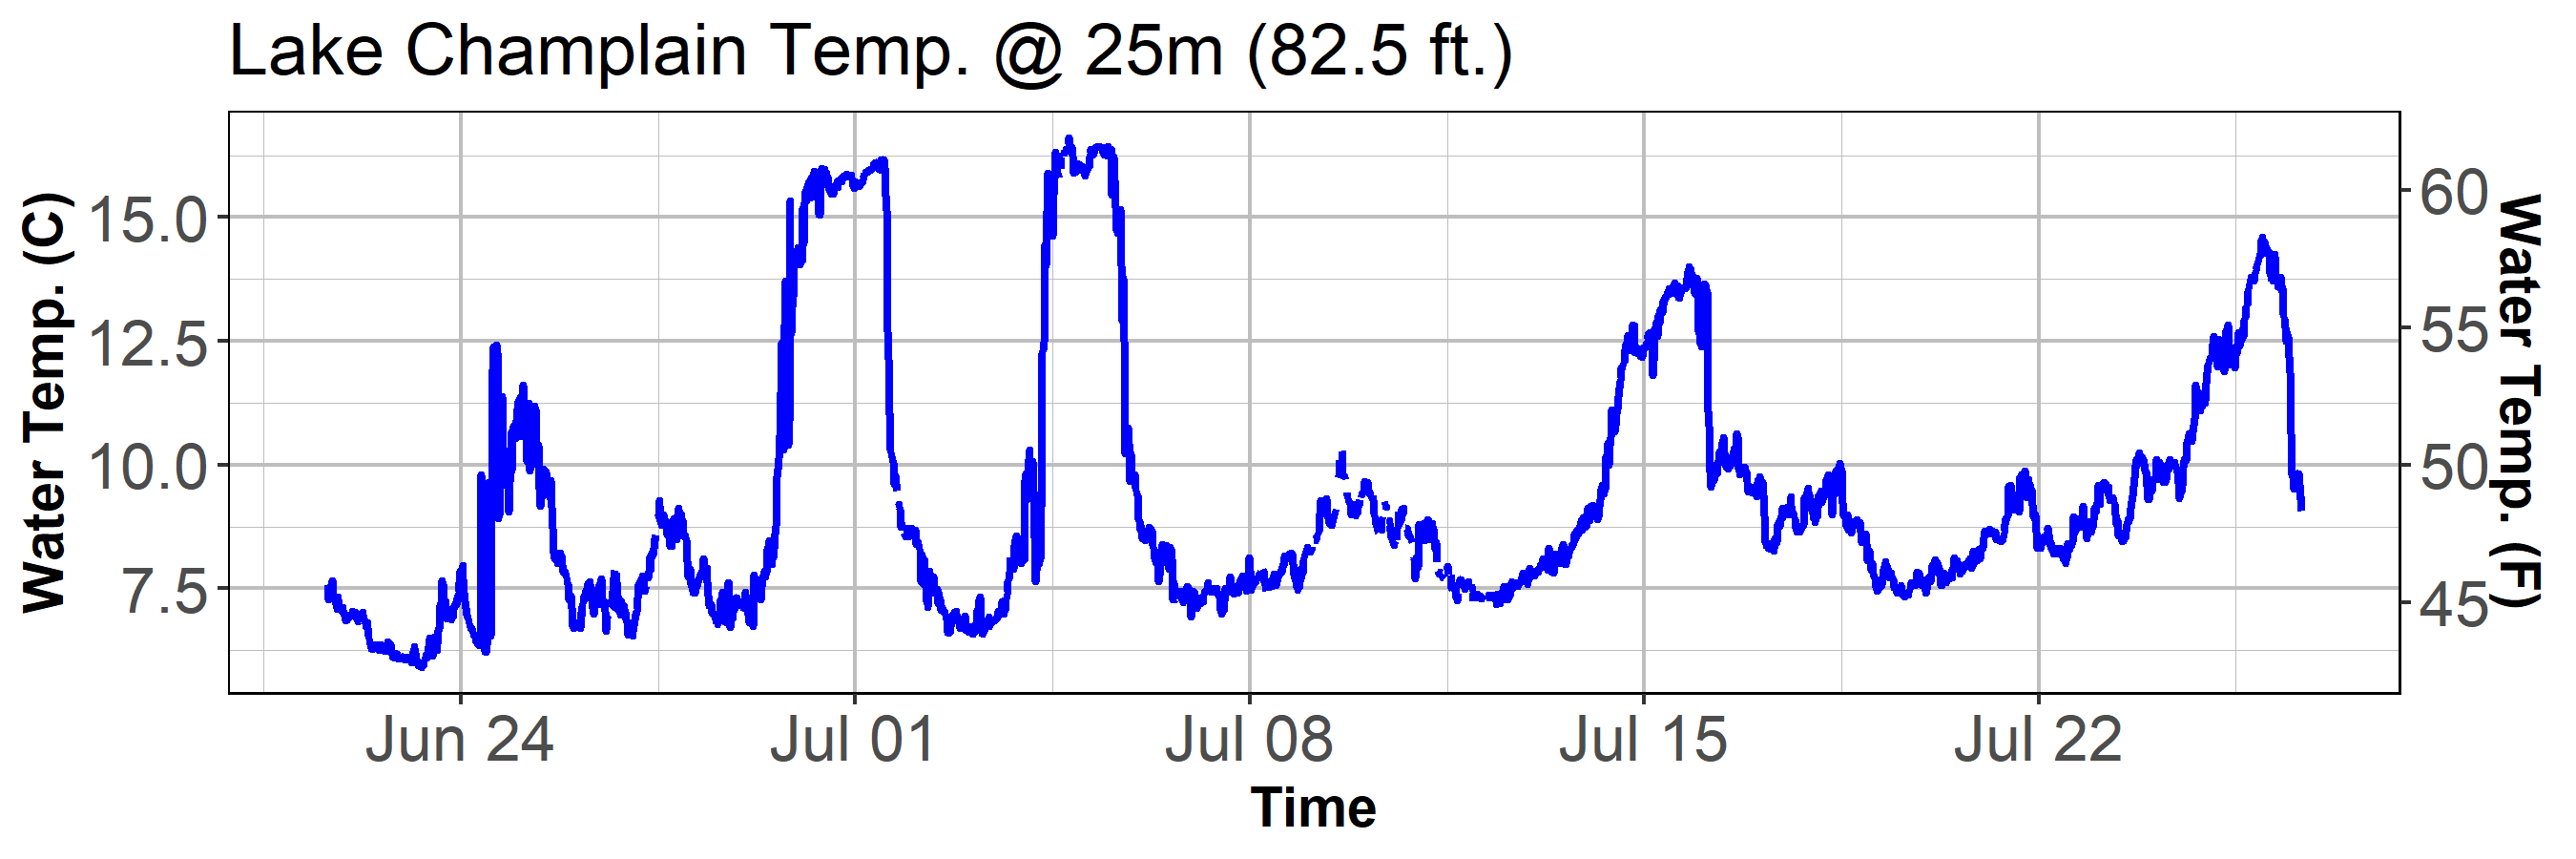 Lake Champlain Temp. @ 25m (82.5 ft.)
Water Temp. (C)
15.0
12.5
10.0
7.5
60
55
50
45
Water Temp. (F)
Jun 24 Jul 01 Jul 08 Jul 15 Jul 22
Time